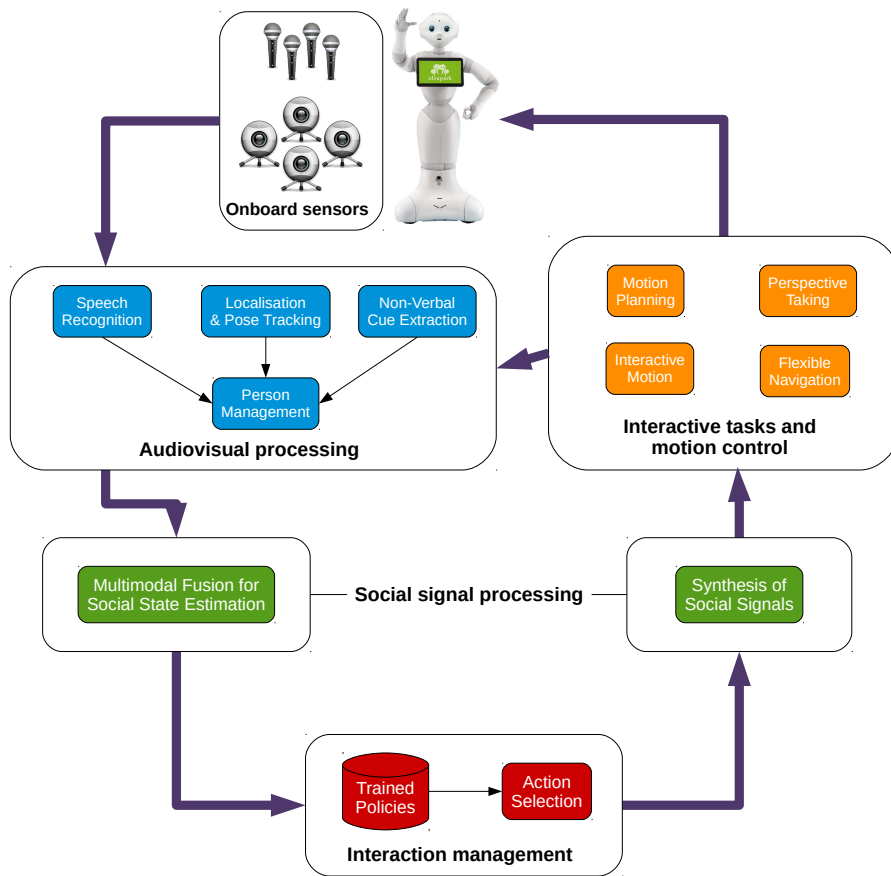 ideapark
Onboard sensors
Speech
Recognition
Localisation
& Pose Tracking
Non-Verbal
Cue Extraction
Person
Management
Audiovisual processing
Motion
Planning
Perspective
Taking
Interactive
Motion
Flexible
Navigation
Interactive tasks and
motion control
Multimodal Fusion for
Social State Estimation
Social signal processing
Synthesis of
Social Signals
Trained
Policies
Action
Selection
Interaction management